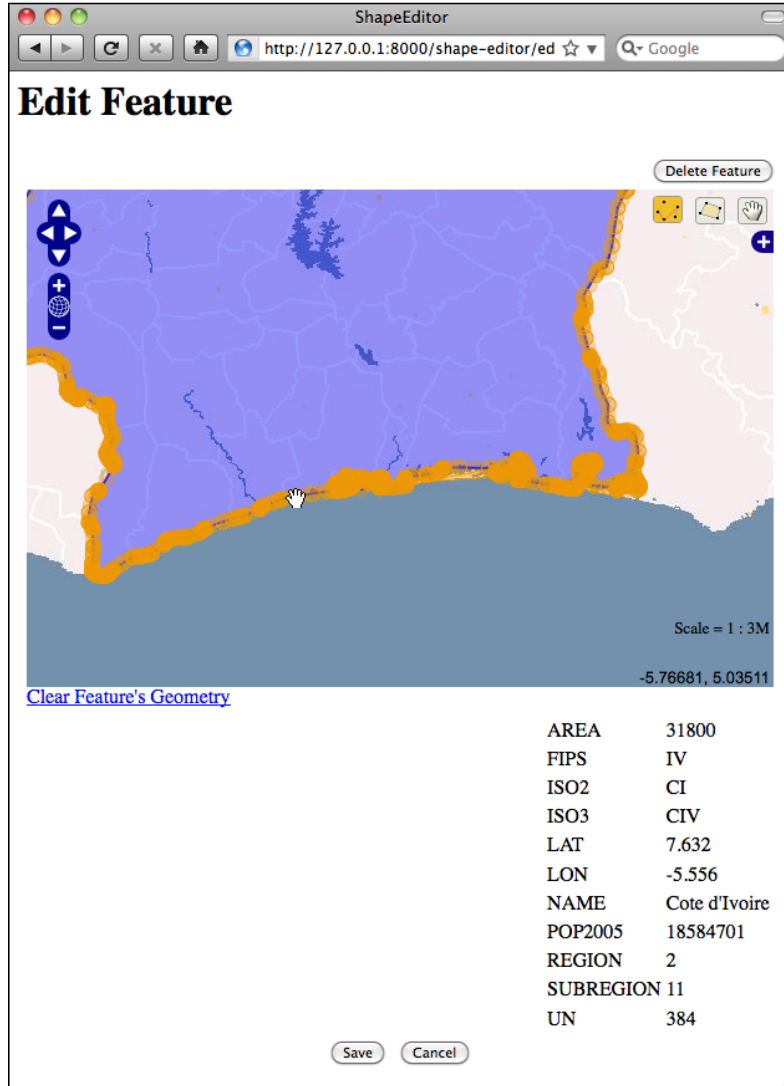 ShapeEditor
http://127.0.0.1:8000/shape-editor/ed
Google
Edit Feature
Delete Feature
Scale = 1 : 3M
-5.76681, 5.03511
Clear Feature's Geometry
AREA 31800
FIPS IV
ISO2 CI
ISO3 CIV
LAT 7.632
LON -5.556
NAME Cote d'Ivoire
POP2005 18584701
REGION 2
SUBREGION 11
UN 384
Save Cancel